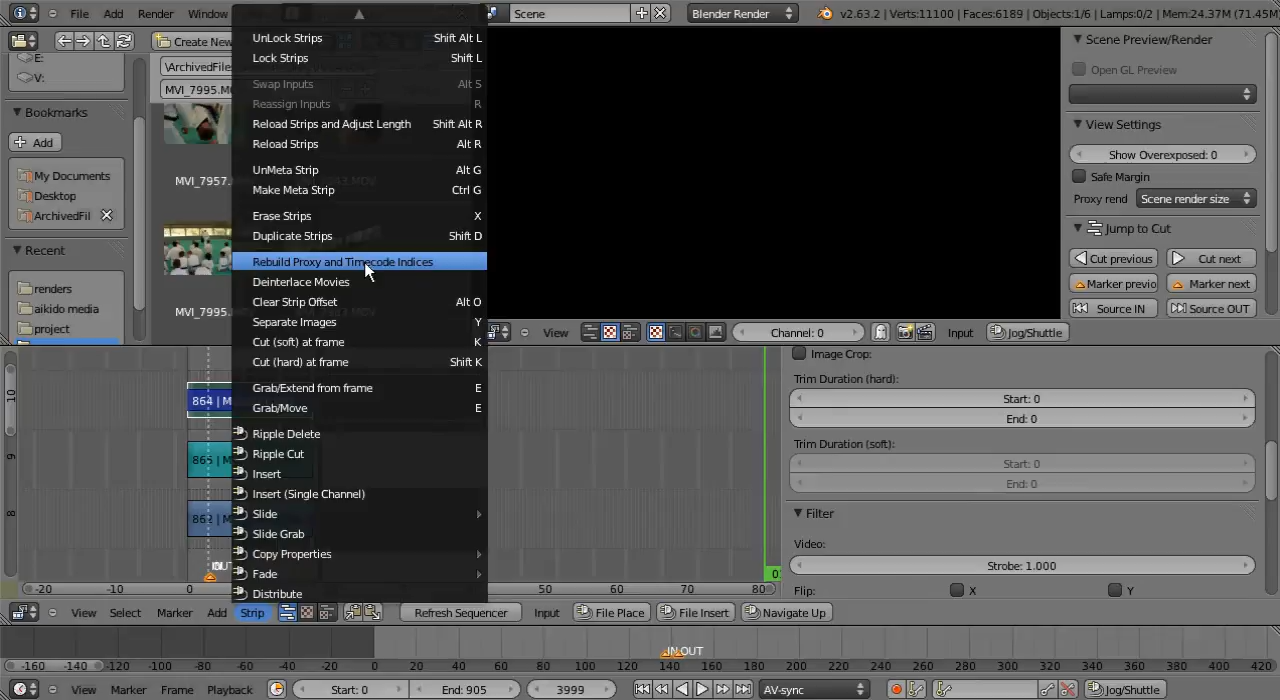 File Add Render Window Scene Blender Render v2.63.2 | Verts:11100 | Faces:6189 | Objects:1/6 | Lamps:0/2 | Mem:24.37M (71.45M
Create New
E:
V:
\ArchivedFile
MVI_7995.MO
Bookmarks
Add
My Documents
Desktop
ArchivedFil
Recent
renders
aikido media
project
MVI_7957.M
MVI_7995.M
UnLock Strips Shift Alt L
Lock Strips Shift L
Swap Inputs Alt S
Reassign Inputs R
Reload Strips and Adjust Length Shift Alt R
Reload Strips Alt R
UnMeta Strip Alt G
Make Meta Strip Ctrl G
Erase Strips X
Duplicate Strips Shift D
Rebuild Proxy and Timecode Indices
Deinterlace Movies
Clear Strip Offset Alt O
Separate Images Y
Cut (soft) at frame K
Cut (hard) at frame Shift K
Grab/Extend from frame E
Grab/Move E
Ripple Delete
Ripple Cut
Insert
Insert (Single Channel)
Slide
Slide Grab
Copy Properties
Fade
Distribute
Scene Preview/Render
Open GL Preview
View Settings
Show Overexposed: 0
Safe Margin
Proxy rend Scene render size
Jump to Cut
Cut previous Cut next
Marker previo Marker next
Source IN Source OUT
View Channel: 0 Input Jog/Shuttle
Image Crop:
Trim Duration (hard):
Start: 0
End: 0
Trim Duration (soft):
Start: 0
End: 0
Filter
Video:
Strobe: 1.000
Flip: X Y
10
9
8
864 | M
865 | M
862 | M
-20 -10 0 50 60 70 80
View Select Marker Add Strip Refresh Sequencer Input File Place File Insert Navigate Up
IN OUT
-160 -140 -120 -100 -80 -60 -40 -20 0 20 40 60 80 100 120 140 160 180 200 220 240 260 280 300 320 340 360 380 400 420
View Marker Frame Playback Start: 0 End: 905 3999 AV-sync Jog/Shuttle